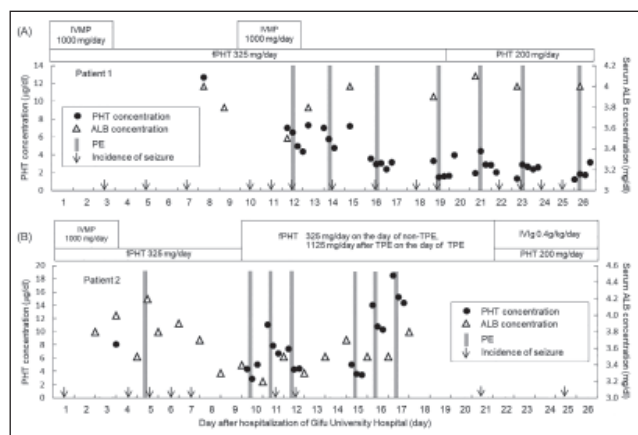 (A)
IVMP
1000 mg/day
IVMP
1000 mg/day
fPHT 325 mg/day
PHT 200 mg/day
Patient 1
PHT concentration (μg/dl)
Serum ALB concentration (mg/dl)
14
12
10
8
6
4
2
0
4.2
4
3.8
3.6
3.4
3.2
3
PHT concentration
ALB concentration
PE
Incidence of seizure
1 2 3 4 5 6 7 8 9 10 11 12 13 14 15 16 17 18 19 20 21 22 23 24 25 26
(B)
IVMP
1000 mg/day
fPHT 325 mg/day
fPHT 325 mg/day on the day of non-TPE,
1125 mg/day after TPE on the day of TPE
IVIg 0.4g/kg/day
PHT 200 mg/day
Patient 2
PHT concentration (μg/dl)
Serum ALB concentration (mg/dl)
20
18
16
14
12
10
8
6
4
2
0
4.6
4.4
4.2
4.0
3.8
3.6
3.4
3.2
3.0
PHT concentration
ALB concentration
PE
Incidence of seizure
1 2 3 4 5 6 7 8 9 10 11 12 13 14 15 16 17 18 19 20 21 22 23 24 25 26
Day after hospitalization of Gifu University Hospital (day)